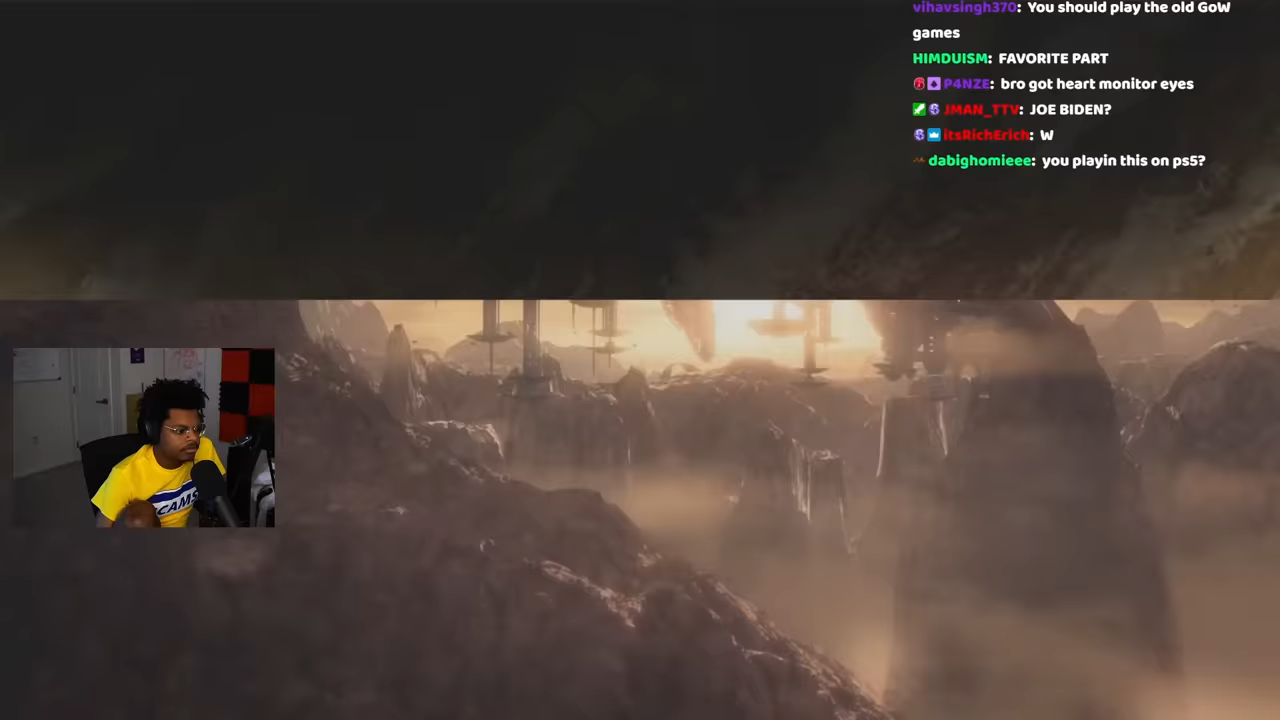 vihavsingh370: You should play the old GoW
games
HIMDUISM: FAVORITE PART
P4NZE: bro got heart monitor eyes
JMAN_TTV: JOE BIDEN?
itsRichErich: W
dabighomieee: you playin this on ps5?
CAMS